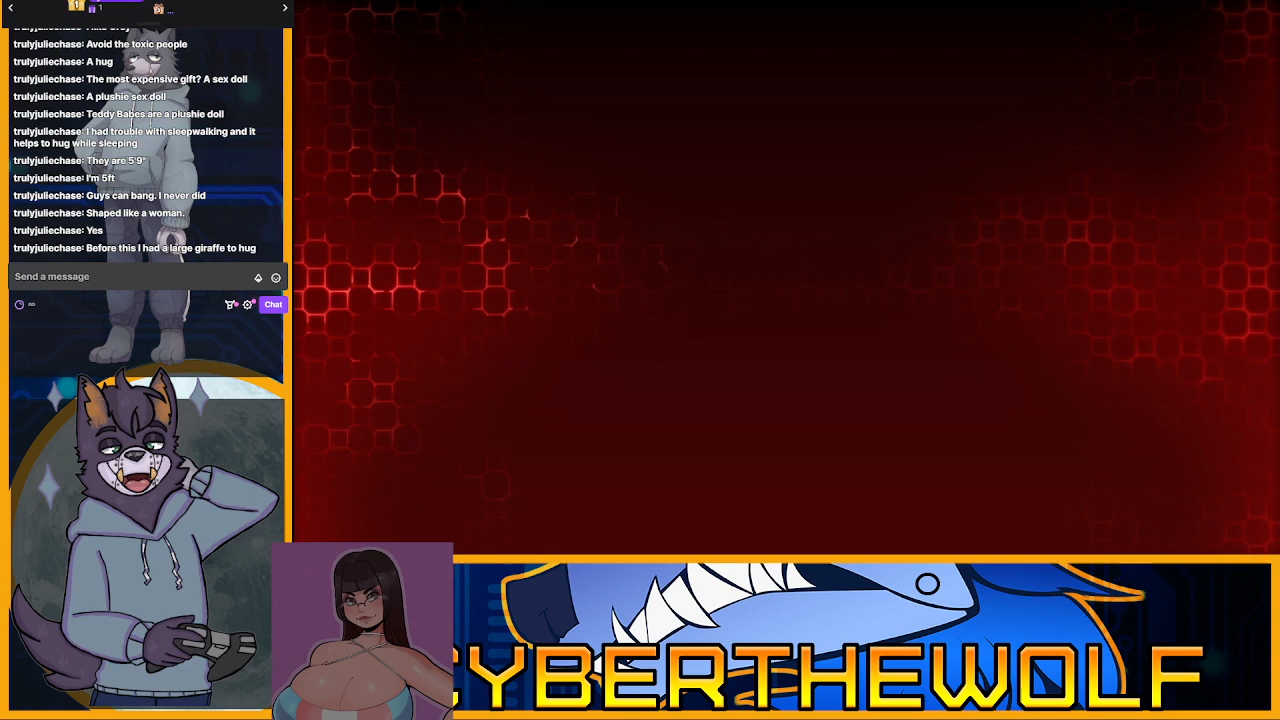 1
1
...
trulyjuliechase: Avoid the toxic people
trulyjuliechase: A hug
trulyjuliechase: The most expensive gift? A sex doll
trulyjuliechase: A plushie sex doll
trulyjuliechase: Teddy Babes are a plushie doll
trulyjuliechase: I had trouble with sleepwalking and it
helps to hug while sleeping
trulyjuliechase: They are 5'9"
trulyjuliechase: I'm 5ft
trulyjuliechase: Guys can bang. I never did
trulyjuliechase: Shaped like a woman.
trulyjuliechase: Yes
trulyjuliechase: Before this I had a large giraffe to hug
Send a message
∞
Chat
CYBERTHEWOLF